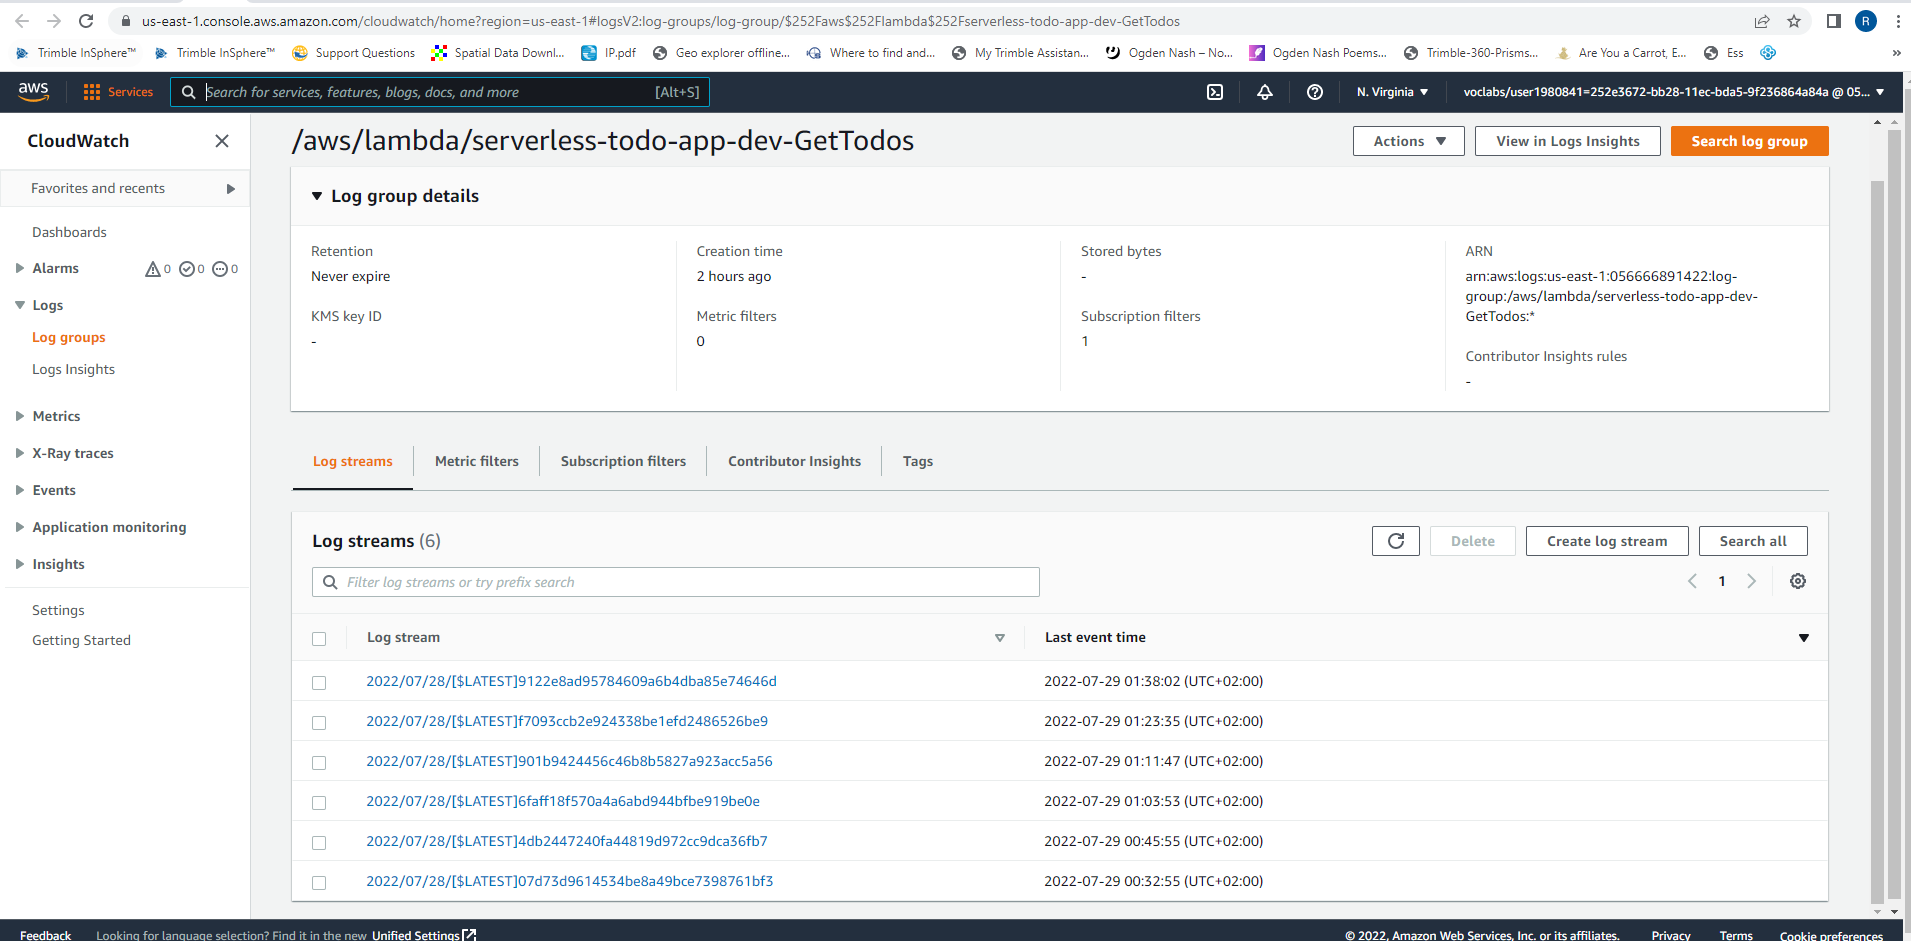 us-east-1.console.aws.amazon.com/cloudwatch/home?region=us-east-1#logsV2:log-groups/log-group/$252Faws$252Flambda$252Fserverless-todo-app-dev-GetTodos
R
Trimble InSphere™ Trimble InSphere™ Support Questions Spatial Data Downl... IP.pdf Geo explorer offline... Where to find and... My Trimble Assistan... Ogden Nash – No... Ogden Nash Poems... Trimble-360-Prisms... Are You a Carrot, E... Ess »
aws Services Search for services, features, blogs, docs, and more [Alt+S] N. Virginia voclabs/user1980841=252e3672-bb28-11ec-bda5-9f236864a84a @ 05...
CloudWatch
Favorites and recents
Dashboards
Alarms 0 0 0
Logs
Log groups
Logs Insights
Metrics
X-Ray traces
Events
Application monitoring
Insights
Settings
Getting Started
/aws/lambda/serverless-todo-app-dev-GetTodos
Actions View in Logs Insights Search log group
Log group details
Retention
Never expire
KMS key ID
-
Creation time
2 hours ago
Metric filters
0
Stored bytes
-
Subscription filters
1
ARN
arn:aws:logs:us-east-1:056666891422:log-
group:/aws/lambda/serverless-todo-app-dev-
GetTodos:*
Contributor Insights rules
-
Log streams Metric filters Subscription filters Contributor Insights Tags
Log streams (6)
Delete Create log stream Search all
Filter log streams or try prefix search
1
Log stream Last event time
2022/07/28/[$LATEST]9122e8ad95784609a6b4dba85e74646d 2022-07-29 01:38:02 (UTC+02:00)
2022/07/28/[$LATEST]f7093ccb2e924338be1efd2486526be9 2022-07-29 01:23:35 (UTC+02:00)
2022/07/28/[$LATEST]901b9424456c46b8b5827a923acc5a56 2022-07-29 01:11:47 (UTC+02:00)
2022/07/28/[$LATEST]6faff18f570a4a6abd944bfbe919be0e 2022-07-29 01:03:53 (UTC+02:00)
2022/07/28/[$LATEST]4db2447240fa44819d972cc9dca36fb7 2022-07-29 00:45:55 (UTC+02:00)
2022/07/28/[$LATEST]07d73d9614534be8a49bce7398761bf3 2022-07-29 00:32:55 (UTC+02:00)
Feedback Looking for language selection? Find it in the new Unified Settings © 2022, Amazon Web Services, Inc. or its affiliates. Privacy Terms Cookie preferences